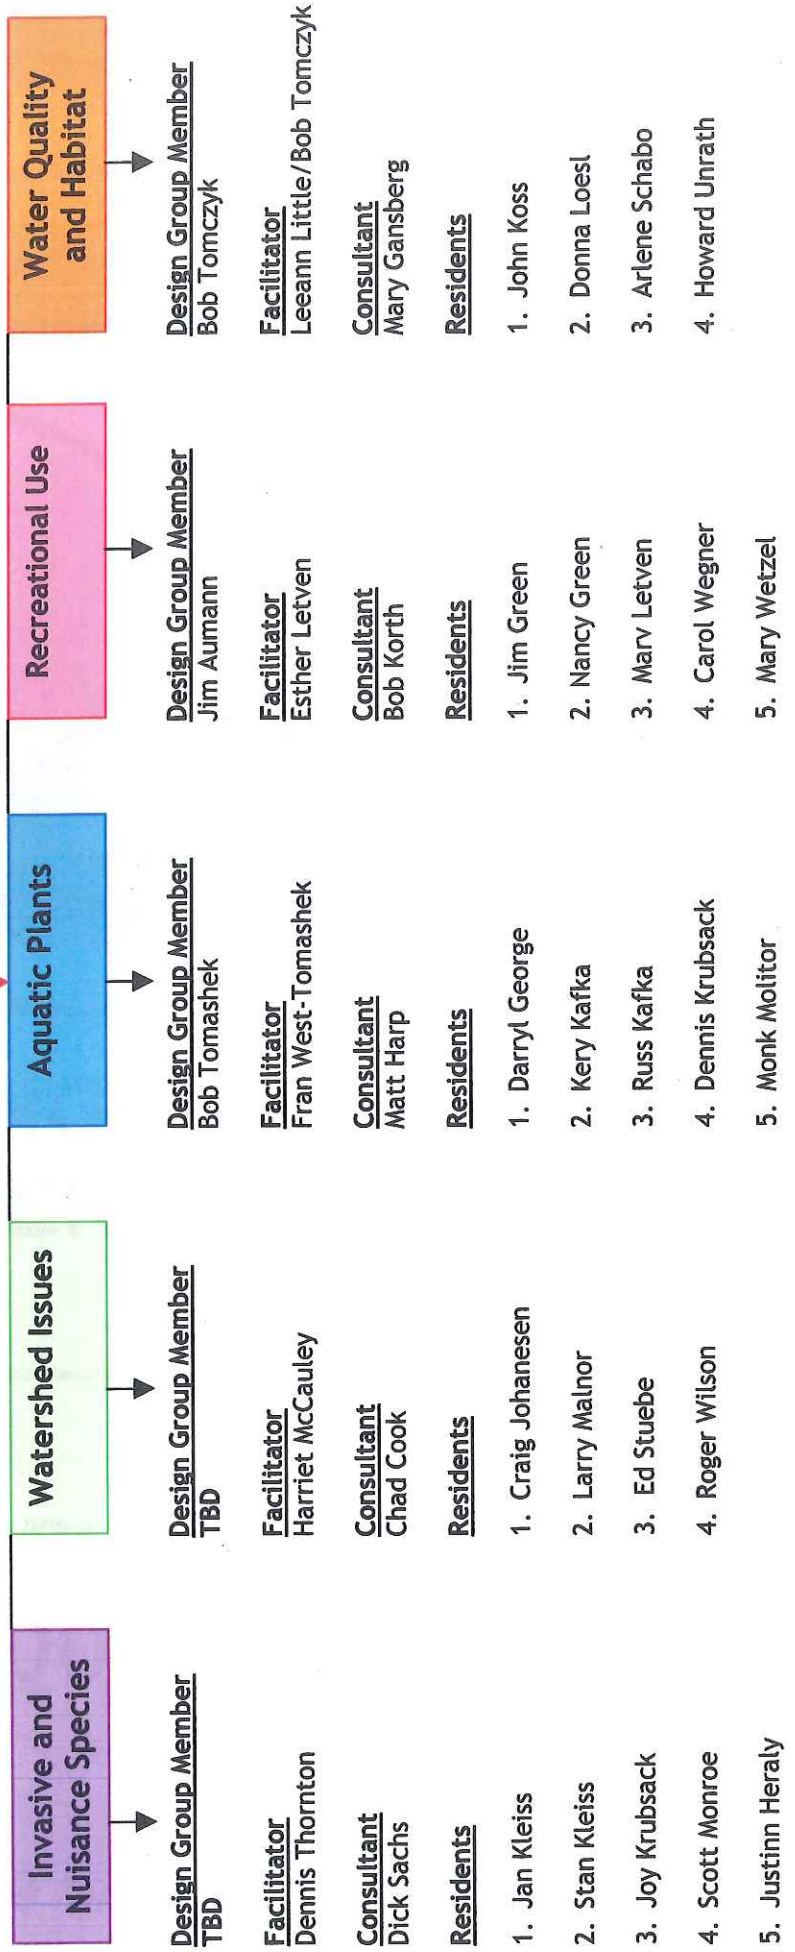 Invasive and
Nuisance Species
Design Group Member
TBD
Facilitator
Dennis Thornton
Consultant
Dick Sachs
Residents
1. Jan Kleiss
2. Stan Kleiss
3. Joy Krubsack
4. Scott Monroe
5. Justinn Heraly
Watershed Issues
Design Group Member
TBD
Facilitator
Harriet McCauley
Consultant
Chad Cook
Residents
1. Craig Johanesen
2. Larry Malnor
3. Ed Stuebe
4. Roger Wilson
Aquatic Plants
Design Group Member
Bob Tomashek
Facilitator
Fran West-Tomashek
Consultant
Matt Harp
Residents
1. Darryl George
2. Kery Kafka
3. Russ Kafka
4. Dennis Krubsack
5. Monk Molitor
Recreational Use
Design Group Member
Jim Aumann
Facilitator
Esther Letven
Consultant
Bob Korth
Residents
1. Jim Green
2. Nancy Green
3. Marv Letven
4. Carol Wegner
5. Mary Wetzel
Water Quality
and Habitat
Design Group Member
Bob Tomczyk
Facilitator
Leeann Little/Bob Tomczyk
Consultant
Mary Gansberg
Residents
1. John Koss
2. Donna Loesl
3. Arlene Schabo
4. Howard Unrath